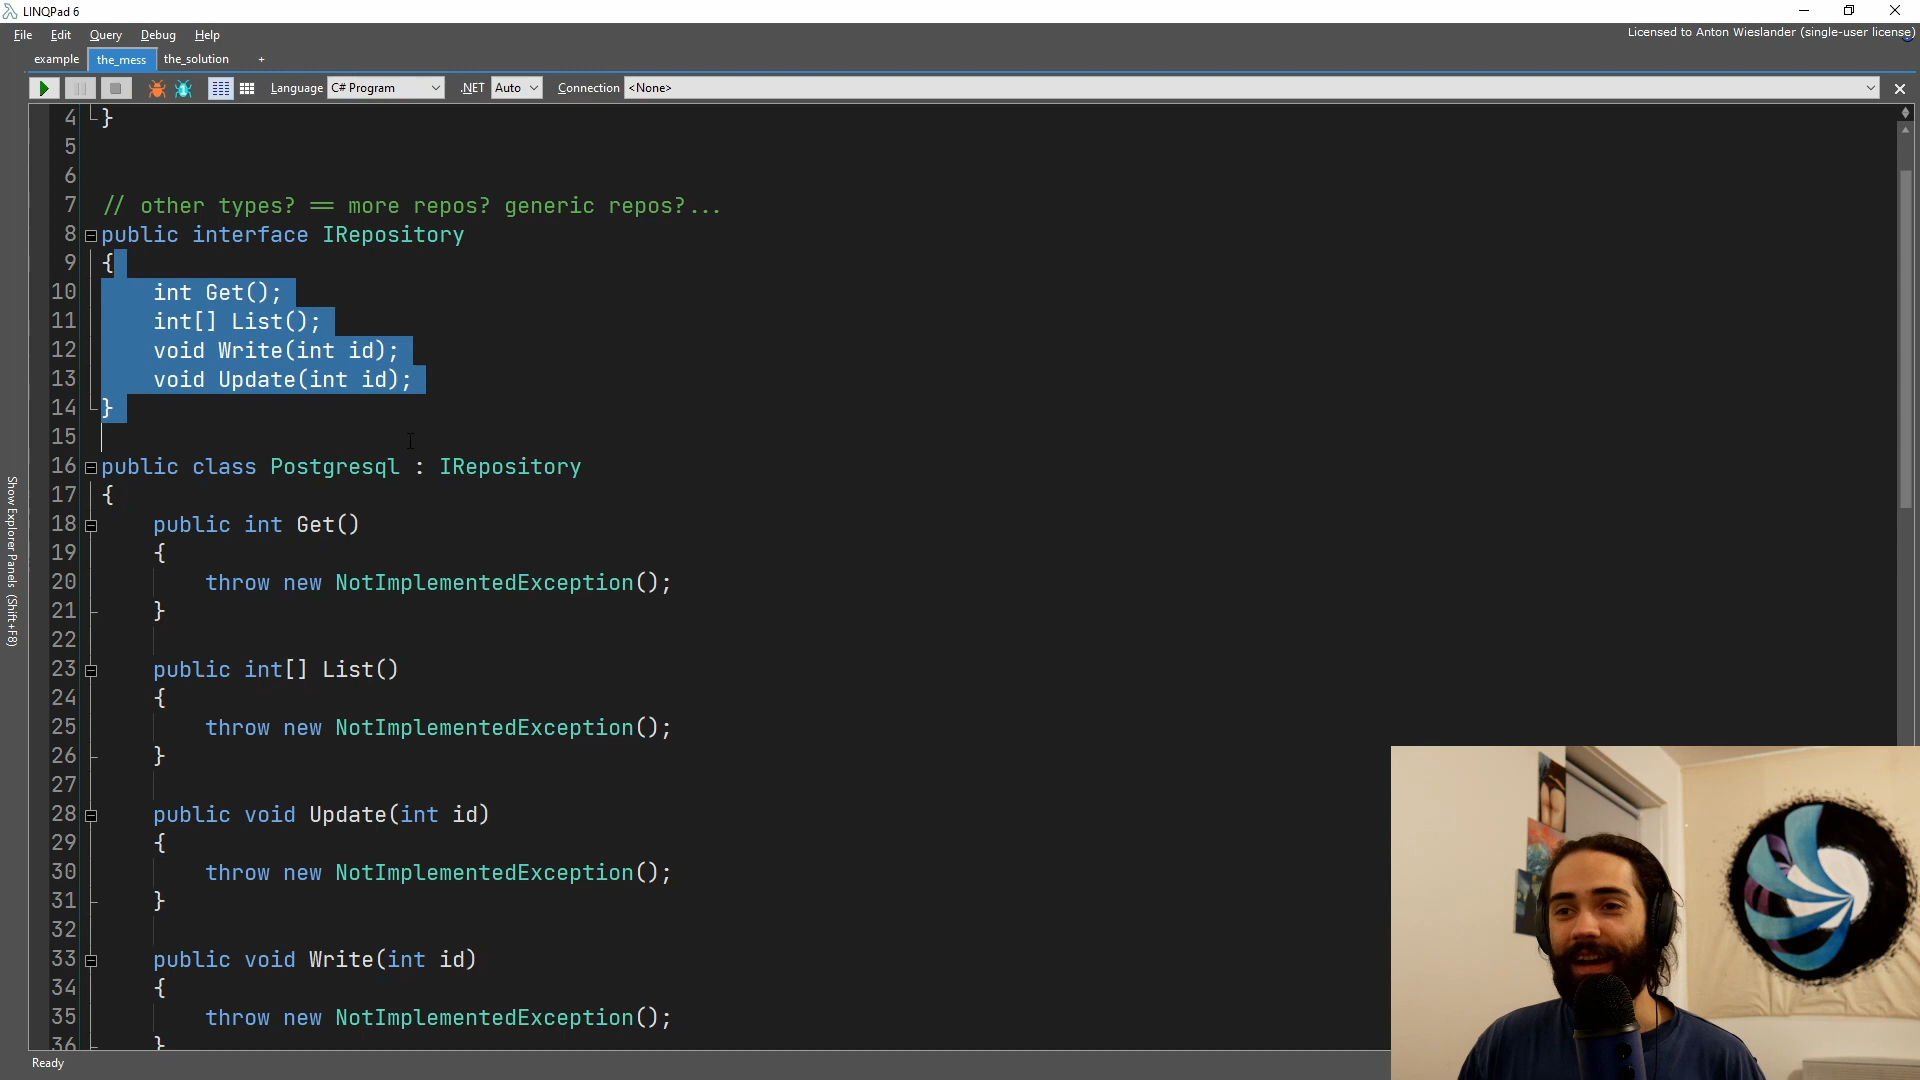 LINQPad 6
File Edit Query Debug Help
Licensed to Anton Wieslander (single-user license)
example the_mess the_solution +
Language C# Program .NET Auto Connection <None>
Show Explorer Panels (Shift+F8)
4 }
5
6
7 // other types? == more repos? generic repos?...
8 public interface IRepository
9 {
10 int Get();
11 int[] List();
12 void Write(int id);
13 void Update(int id);
14 }
15
16 public class Postgresql : IRepository
17 {
18 public int Get()
19 {
20 throw new NotImplementedException();
21 }
22
23 public int[] List()
24 {
25 throw new NotImplementedException();
26 }
27
28 public void Update(int id)
29 {
30 throw new NotImplementedException();
31 }
32
33 public void Write(int id)
34 {
35 throw new NotImplementedException();
36 }
Ready